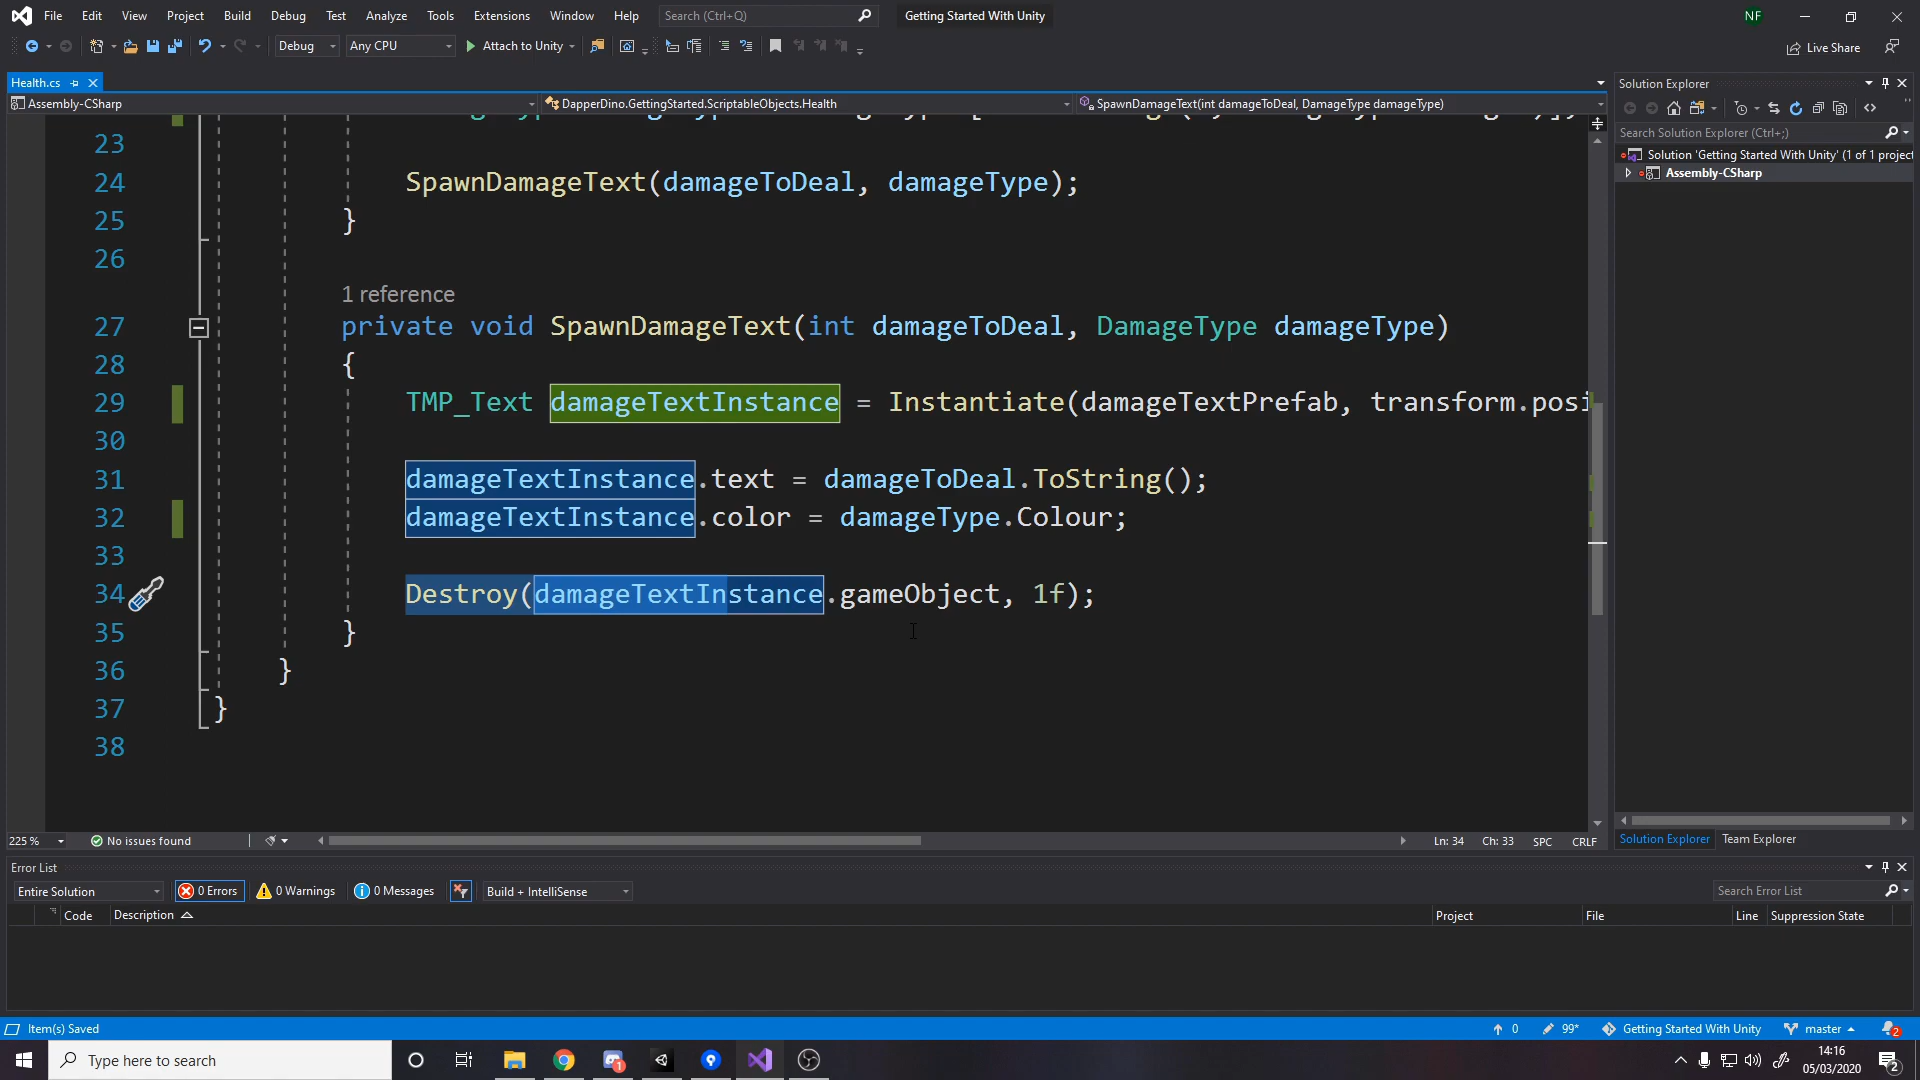 File Edit View Project Build Debug Test Analyze Tools Extensions Window Help Search (Ctrl+Q) Getting Started With Unity NF
Debug Any CPU Attach to Unity Live Share
Health.cs
Assembly-CSharp DapperDino.GettingStarted.ScriptableObjects.Health SpawnDamageText(int damageToDeal, DamageType damageType)
Solution Explorer
Search Solution Explorer (Ctrl+;)
Solution 'Getting Started With Unity' (1 of 1 project
Assembly-CSharp
23
24 SpawnDamageText(damageToDeal, damageType);
25 }
26
1 reference
27 private void SpawnDamageText(int damageToDeal, DamageType damageType)
28 {
29 TMP_Text damageTextInstance = Instantiate(damageTextPrefab, transform.posi
30
31 damageTextInstance.text = damageToDeal.ToString();
32 damageTextInstance.color = damageType.Colour;
33
34 Destroy(damageTextInstance.gameObject, 1f);
35 }
36 }
37 }
38
225 % No issues found Ln: 34 Ch: 33 SPC CRLF
Solution Explorer Team Explorer
Error List
Entire Solution 0 Errors 0 Warnings 0 Messages Build + IntelliSense Search Error List
Code Description Project File Line Suppression State
Item(s) Saved 0 99* Getting Started With Unity master 2
Type here to search 1 14:16
05/03/2020 2